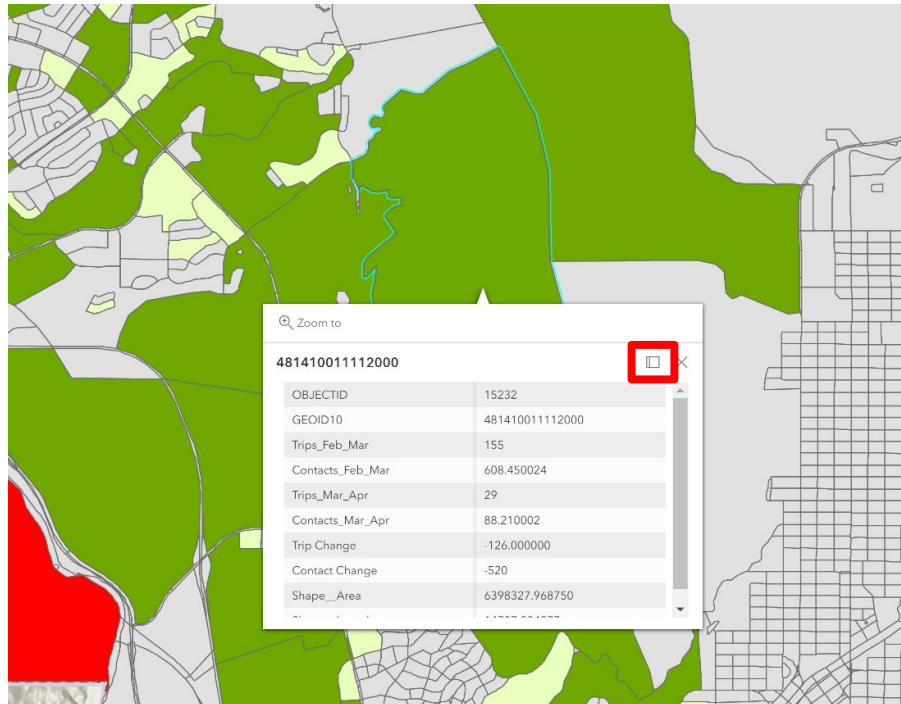 Zoom to
481410011112000
OBJECTID 15232
GEOID10 481410011112000
Trips_Feb_Mar 155
Contacts_Feb_Mar 608.450024
Trips_Mar_Apr 29
Contacts_Mar_Apr 88.210002
Trip Change -126.000000
Contact Change -520
Shape__Area 6398327.968750